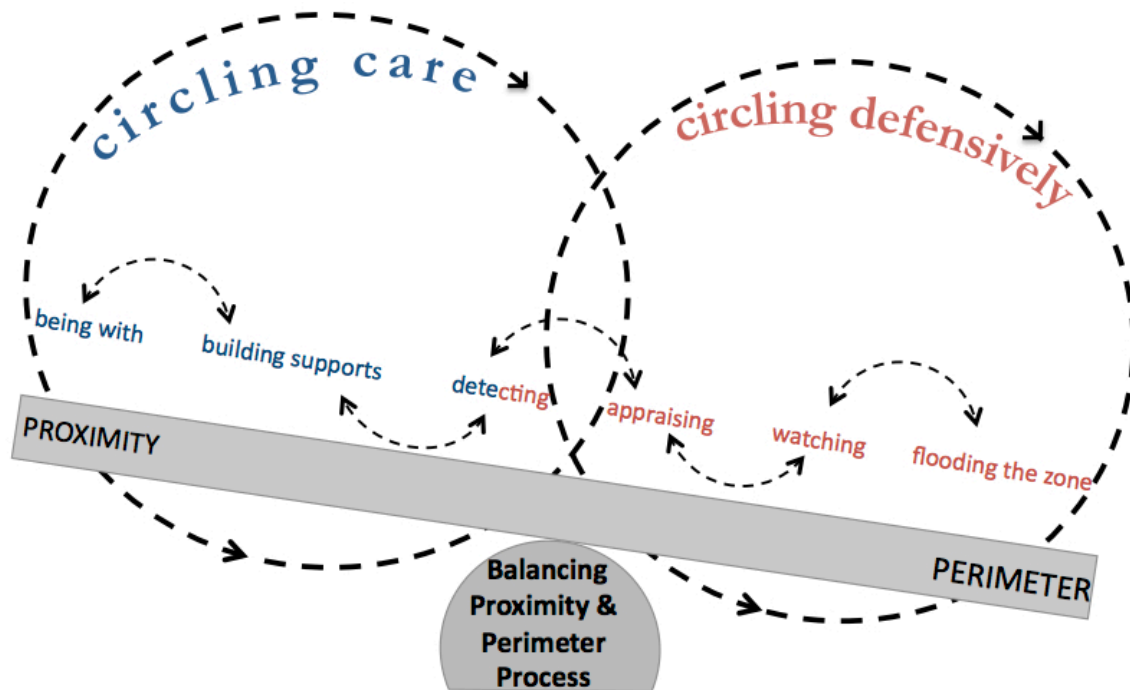 circling care
circling defensively
being with
building supports
detecting
appraising
watching
flooding the zone
PROXIMITY
PERIMETER
Balancing
Proximity &
Perimeter
Process